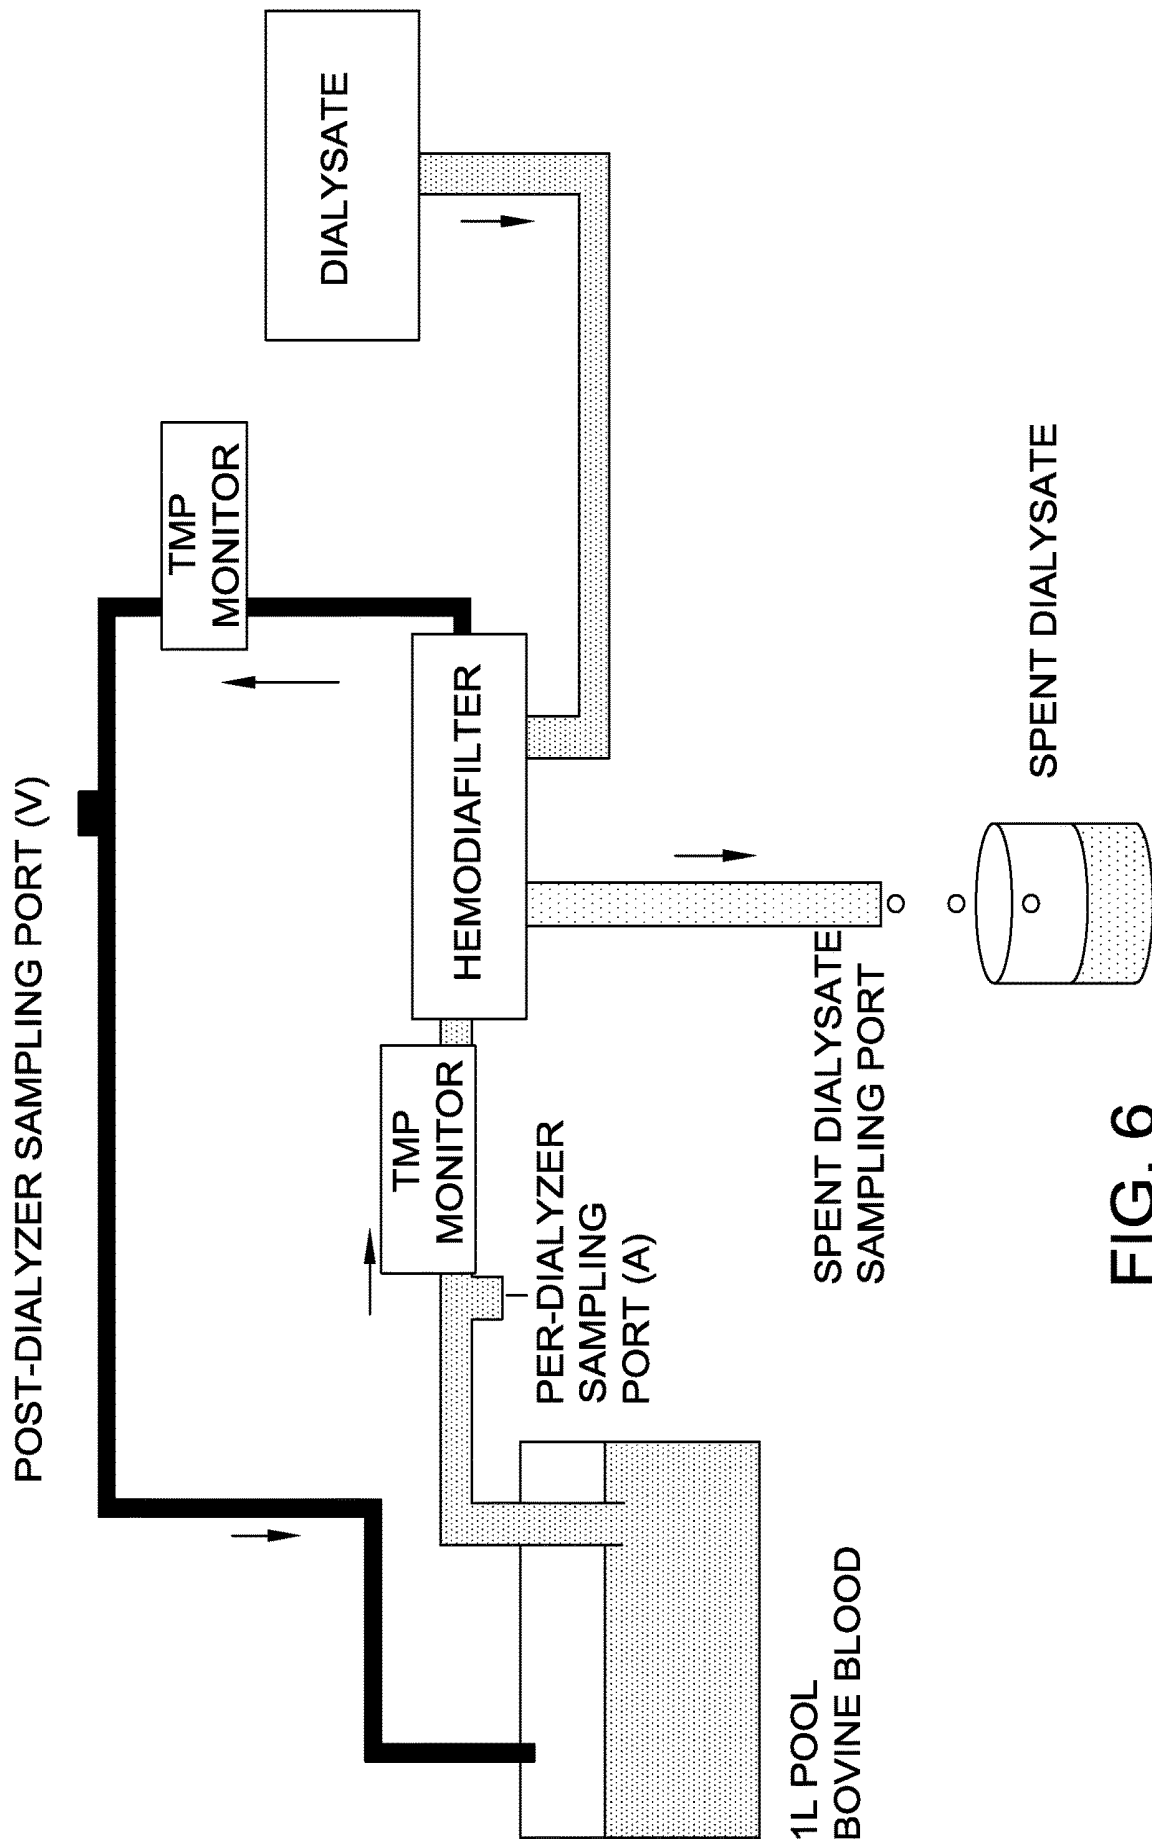 POST-DIALYZER SAMPLING PORT (V)
TMP
MONITOR
DIALYSATE
TMP
MONITOR
HEMODIAFILTER
PER-DIALYZER
SAMPLING
PORT (A)
1L POOL
BOVINE BLOOD
SPENT DIALYSATE
SAMPLING PORT
SPENT DIALYSATE
FIG. 6